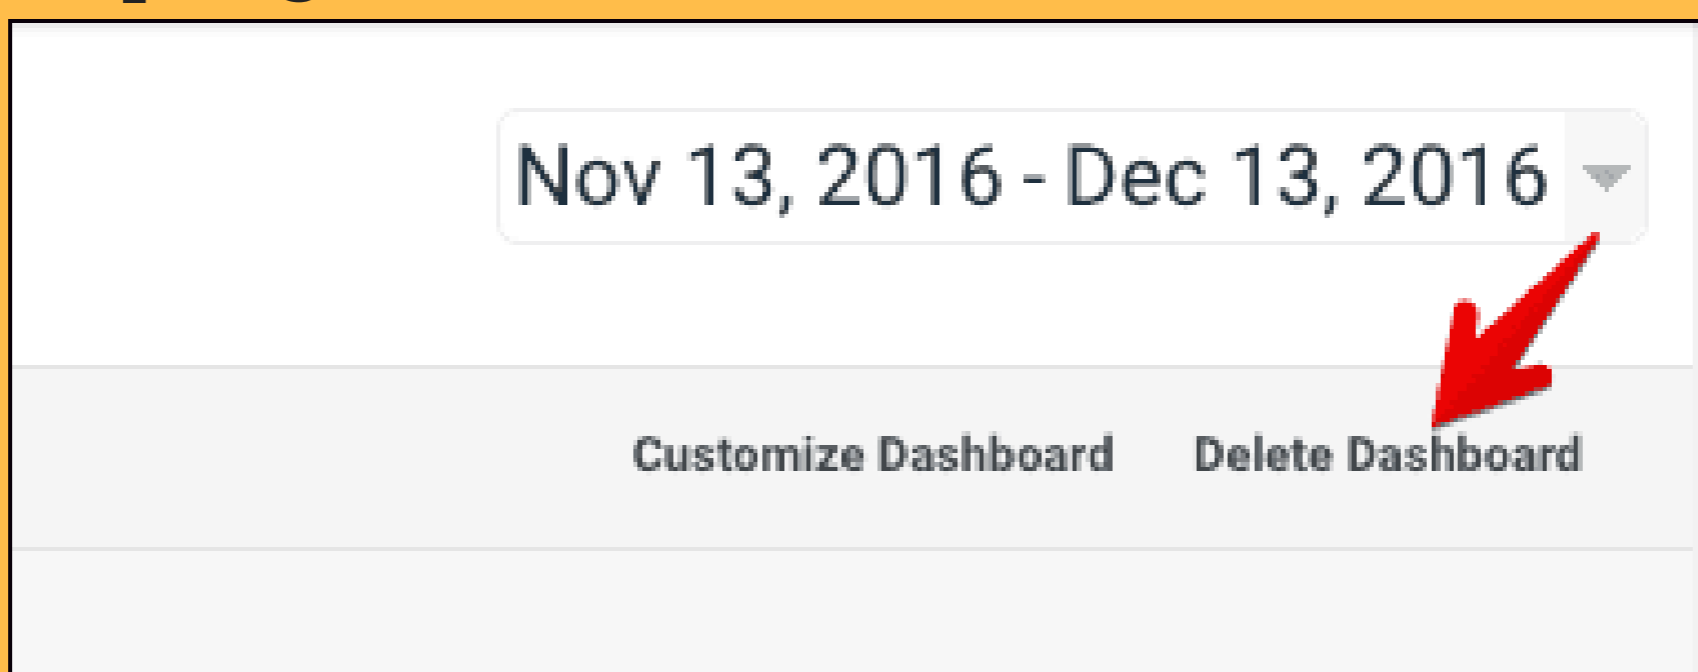 Nov 13, 2016 - Dec 13, 2016
Customize Dashboard Delete Dashboard